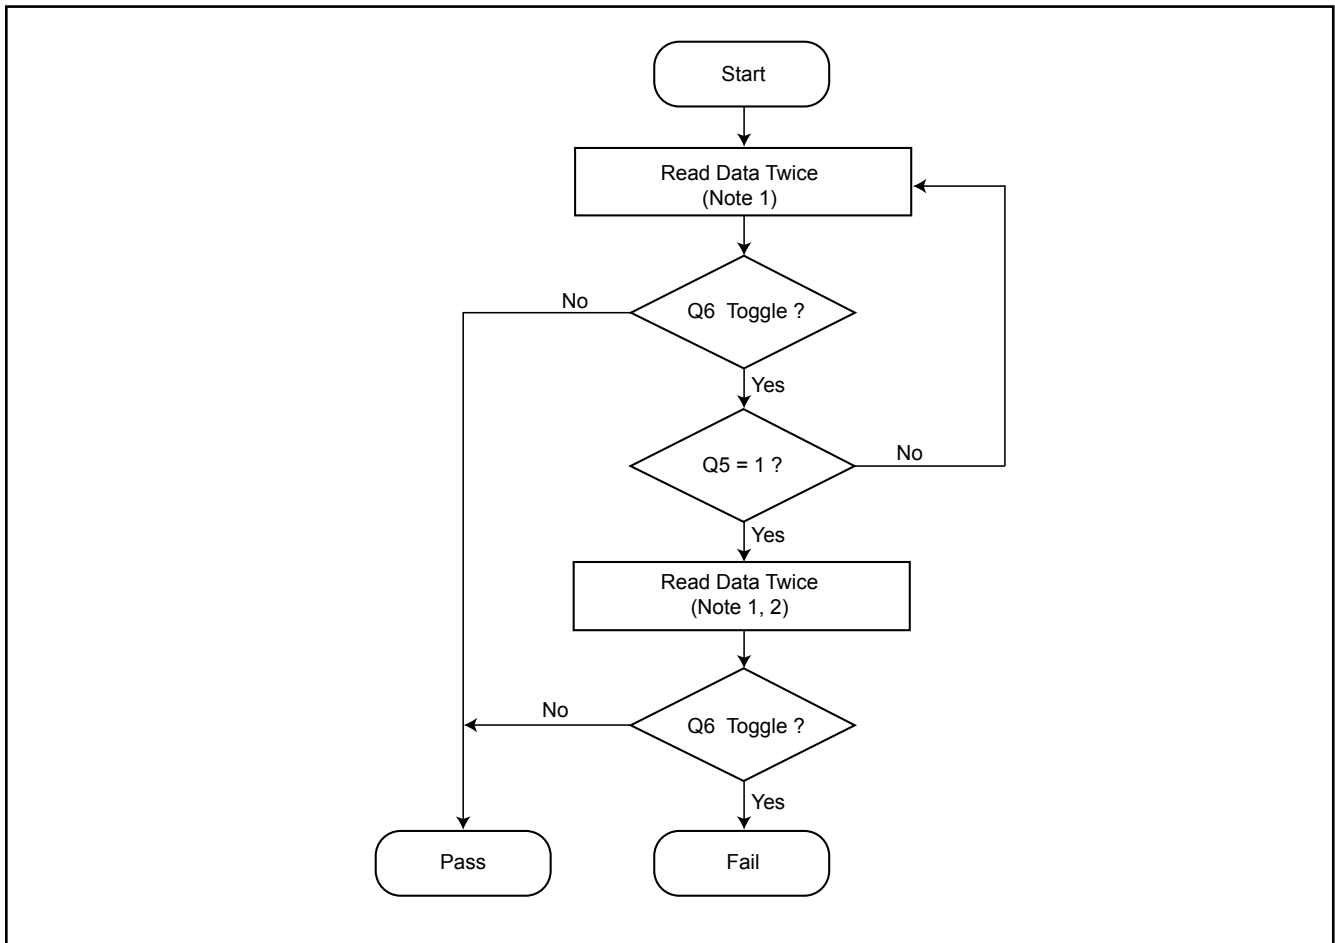 Start
Read Data Twice
(Note 1)
No
Q6 Toggle ?
Yes
Q5 = 1 ?
No
Yes
Read Data Twice
(Note 1, 2)
No
Q6 Toggle ?
Yes
Pass
Fail